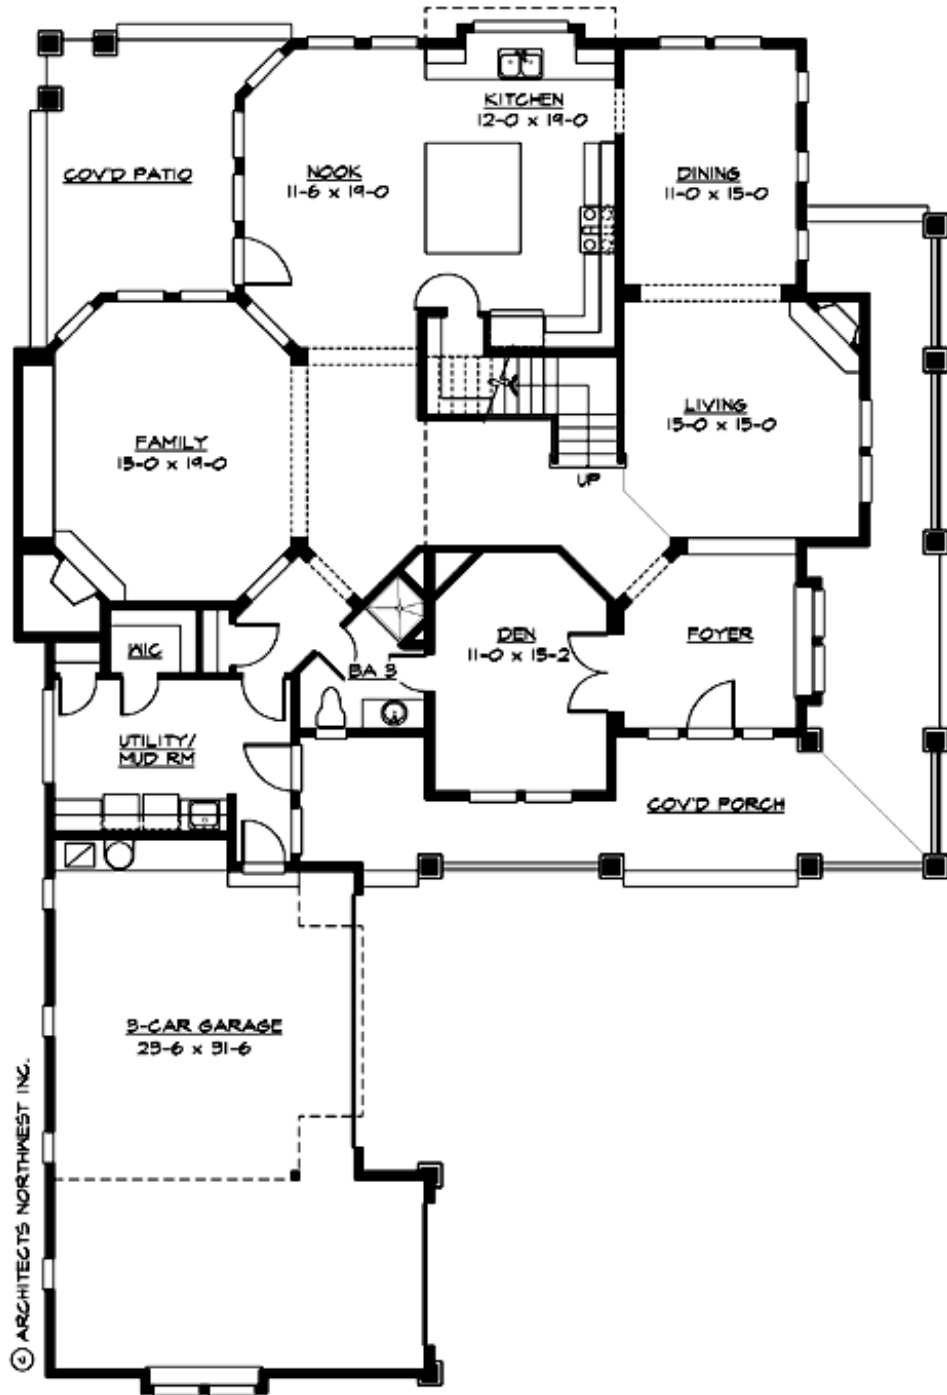 KITCHEN
12-0 x 19-0
COV'D PATIO
NOOK
11-6 x 19-0
DINING
11-0 x 15-0
FAMILY
15-0 x 19-0
LIVING
15-0 x 15-0
UP
WIC
BA 3
DEN
11-0 x 15-2
FOYER
UTILITY/
MUD RM
COV'D PORCH
3-CAR GARAGE
23-6 x 31-6
© ARCHITECTS NORTHWEST INC.